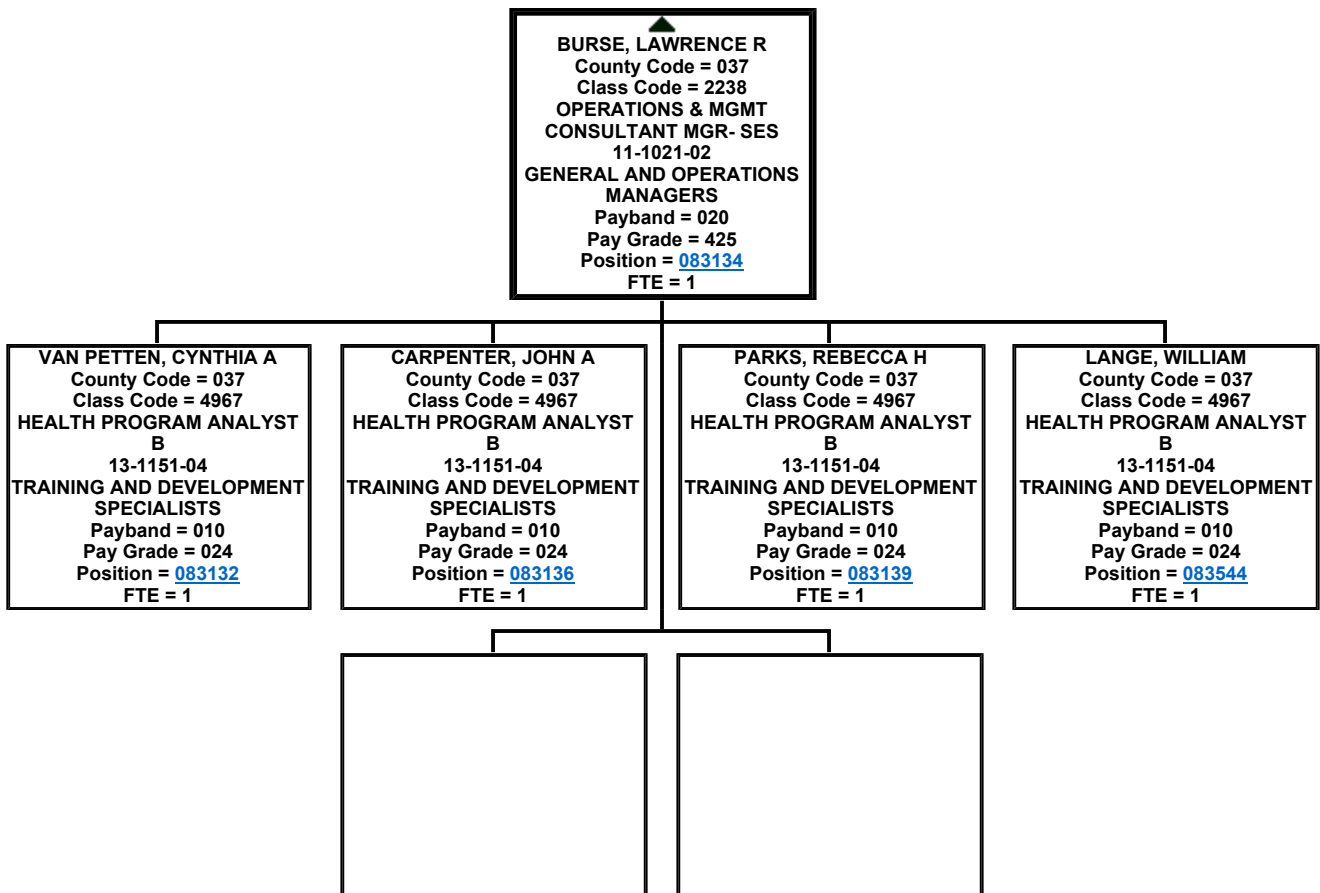 BURSE, LAWRENCE R
County Code = 037
Class Code = 2238
OPERATIONS & MGMT
CONSULTANT MGR- SES
11-1021-02
GENERAL AND OPERATIONS
MANAGERS
Payband = 020
Pay Grade = 425
Position = 083134
FTE = 1
VAN PETTEN, CYNTHIA A
County Code = 037
Class Code = 4967
HEALTH PROGRAM ANALYST
B
13-1151-04
TRAINING AND DEVELOPMENT
SPECIALISTS
Payband = 010
Pay Grade = 024
Position = 083132
FTE = 1
CARPENTER, JOHN A
County Code = 037
Class Code = 4967
HEALTH PROGRAM ANALYST
B
13-1151-04
TRAINING AND DEVELOPMENT
SPECIALISTS
Payband = 010
Pay Grade = 024
Position = 083136
FTE = 1
PARKS, REBECCA H
County Code = 037
Class Code = 4967
HEALTH PROGRAM ANALYST
B
13-1151-04
TRAINING AND DEVELOPMENT
SPECIALISTS
Payband = 010
Pay Grade = 024
Position = 083139
FTE = 1
LANGE, WILLIAM
County Code = 037
Class Code = 4967
HEALTH PROGRAM ANALYST
B
13-1151-04
TRAINING AND DEVELOPMENT
SPECIALISTS
Payband = 010
Pay Grade = 024
Position = 083544
FTE = 1